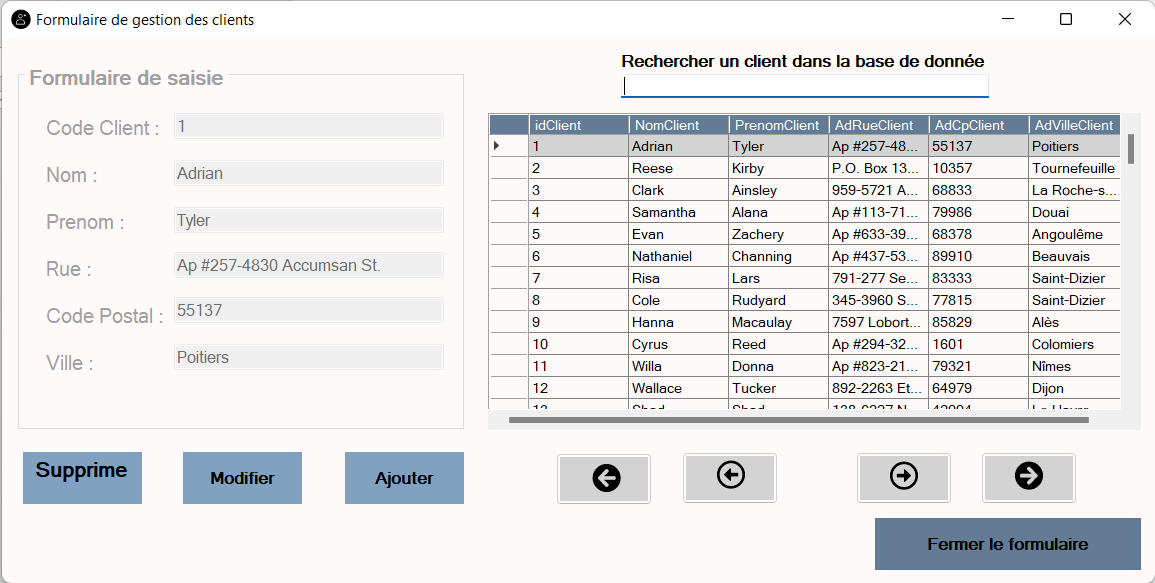 Formulaire de gestion des clients
Rechercher un client dans la base de donnée
Formulaire de saisie
Code Client : 1
Nom : Adrian
Prenom : Tyler
Rue : Ap #257-4830 Accumsan St.
Code Postal : 55137
Ville : Poitiers
idClient NomClient PrenomClient AdRueClient AdCpClient AdVilleClient
1 Adrian Tyler Ap #257-48... 55137 Poitiers
2 Reese Kirby P.O. Box 13... 10357 Tournefeuille
3 Clark Ainsley 959-5721 A... 68833 La Roche-s...
4 Samantha Alana Ap #113-71... 79986 Douai
5 Evan Zachery Ap #633-39... 68378 Angoulême
6 Nathaniel Channing Ap #437-53... 89910 Beauvais
7 Risa Lars 791-277 Se... 83333 Saint-Dizier
8 Cole Rudyard 345-3960 S... 77815 Saint-Dizier
9 Hanna Macaulay 7597 Lobort... 85829 Alès
10 Cyrus Reed Ap #294-32... 1601 Colomiers
11 Willa Donna Ap #823-21... 79321 Nîmes
12 Wallace Tucker 892-2263 Et... 64979 Dijon
Supprime Modifier Ajouter
Fermer le formulaire